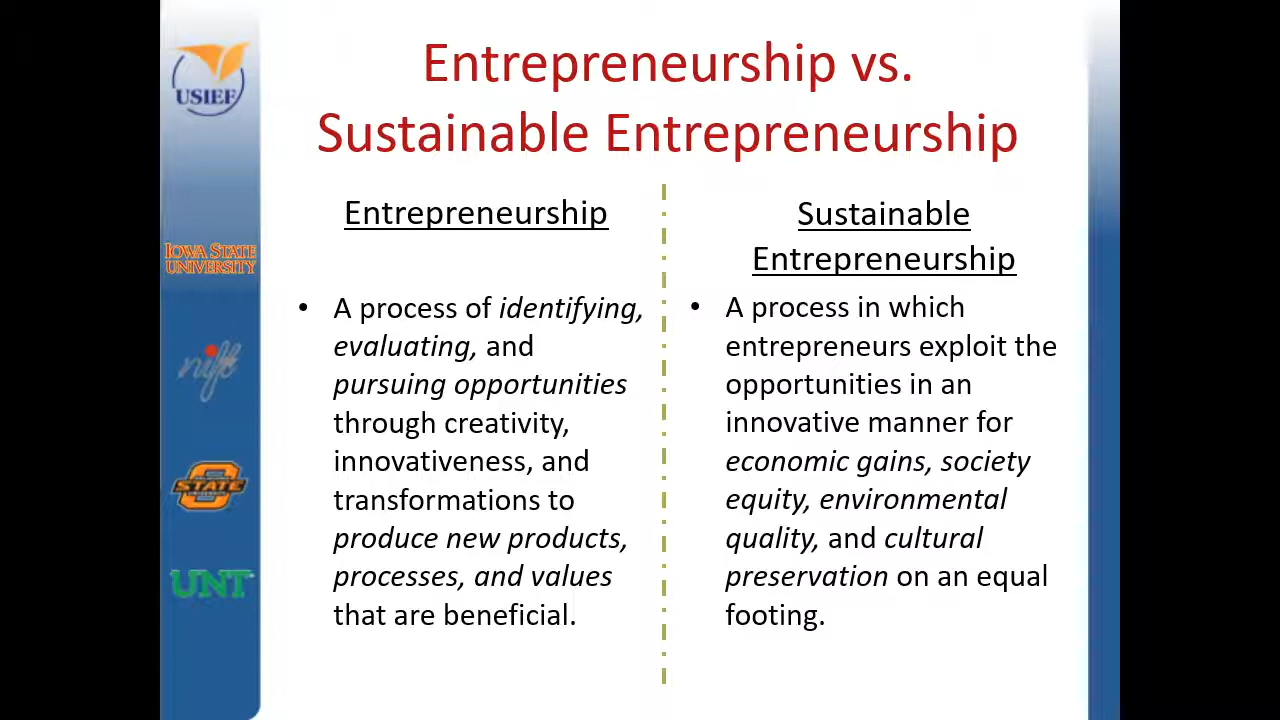 Entrepreneurship vs.
Sustainable Entrepreneurship
USIEF
IOWA STATE
UNIVERSITY
nift
STATE
UNT
Entrepreneurship
• A process of identifying,
evaluating, and
pursuing opportunities
through creativity,
innovativeness, and
transformations to
produce new products,
processes, and values
that are beneficial.
Sustainable
Entrepreneurship
• A process in which
entrepreneurs exploit the
opportunities in an
innovative manner for
economic gains, society
equity, environmental
quality, and cultural
preservation on an equal
footing.